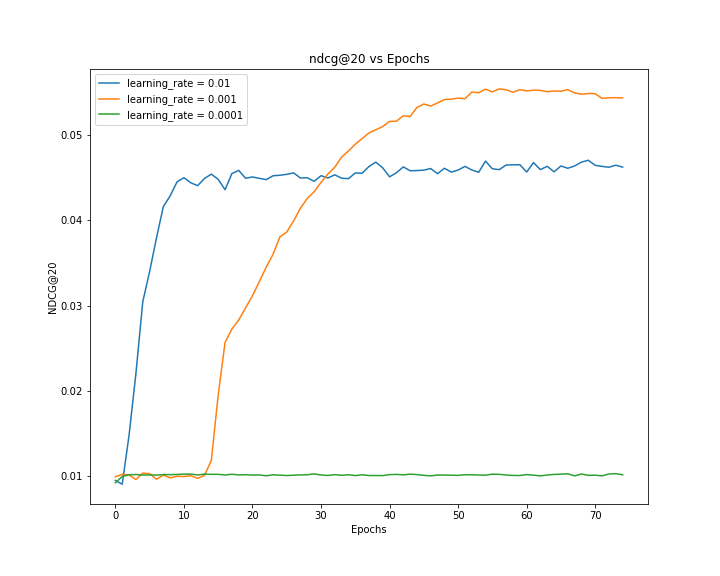 ndcg@20 vs Epochs
learning_rate = 0.01
learning_rate = 0.001
learning_rate = 0.0001
NDCG@20
0.05
0.04
0.03
0.02
0.01
0 10 20 30 40 50 60 70
Epochs